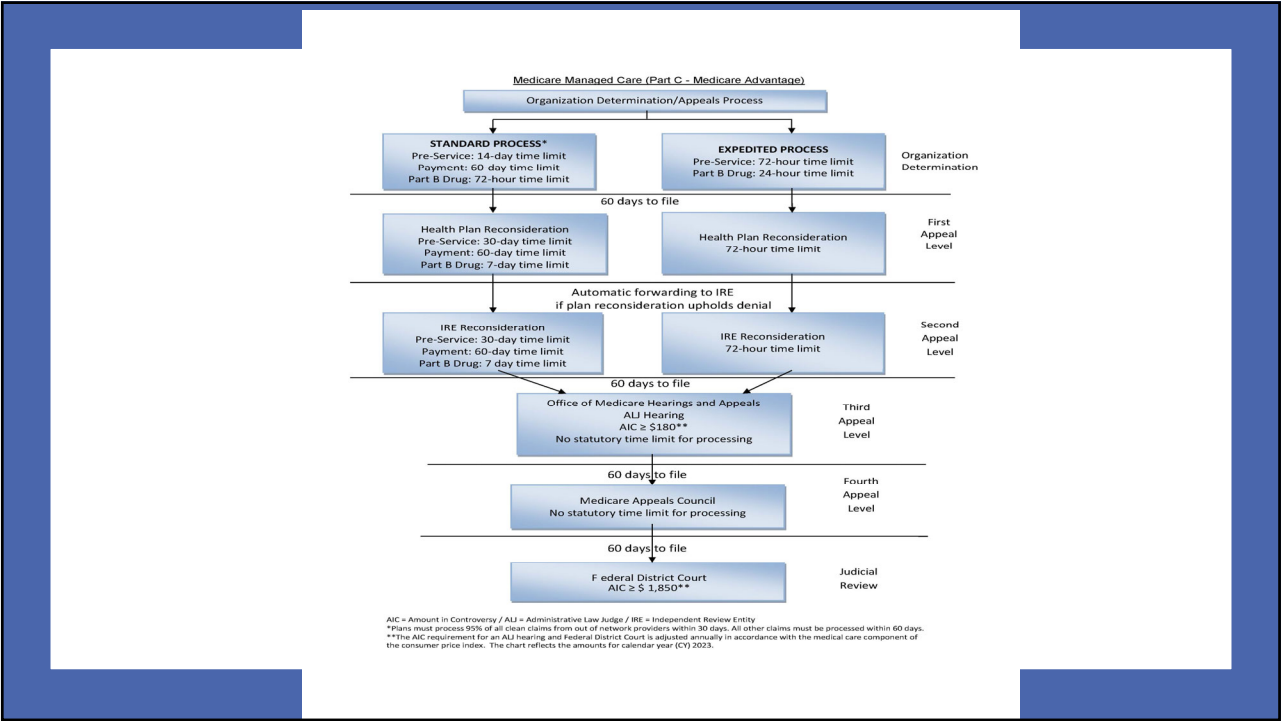 Medicare Managed Care (Part C - Medicare Advantage)
Organization Determination/Appeals Process
STANDARD PROCESS*
Pre-Service: 14-day time limit
Payment: 60 day time limit
Part B Drug: 72-hour time limit
EXPEDITED PROCESS
Pre-Service: 72-hour time limit
Part B Drug: 24-hour time limit
Organization
Determination
60 days to file
Health Plan Reconsideration
Pre-Service: 30-day time limit
Payment: 60-day time limit
Part B Drug: 7-day time limit
Health Plan Reconsideration
72-hour time limit
First
Appeal
Level
Automatic forwarding to IRE
if plan reconsideration upholds denial
IRE Reconsideration
Pre-Service: 30-day time limit
Payment: 60-day time limit
Part B Drug: 7 day time limit
IRE Reconsideration
72-hour time limit
Second
Appeal
Level
60 days to file
Office of Medicare Hearings and Appeals
ALJ Hearing
AIC ≥ $180**
No statutory time limit for processing
Third
Appeal
Level
60 days to file
Medicare Appeals Council
No statutory time limit for processing
Fourth
Appeal
Level
60 days to file
F ederal District Court
AIC ≥ $ 1,850**
Judicial
Review
AIC = Amount in Controversy / ALJ = Administrative Law Judge / IRE = Independent Review Entity
*Plans must process 95% of all clean claims from out of network providers within 30 days. All other claims must be processed within 60 days.
**The AIC requirement for an ALJ hearing and Federal District Court is adjusted annually in accordance with the medical care component of
the consumer price index. The chart reflects the amounts for calendar year (CY) 2023.